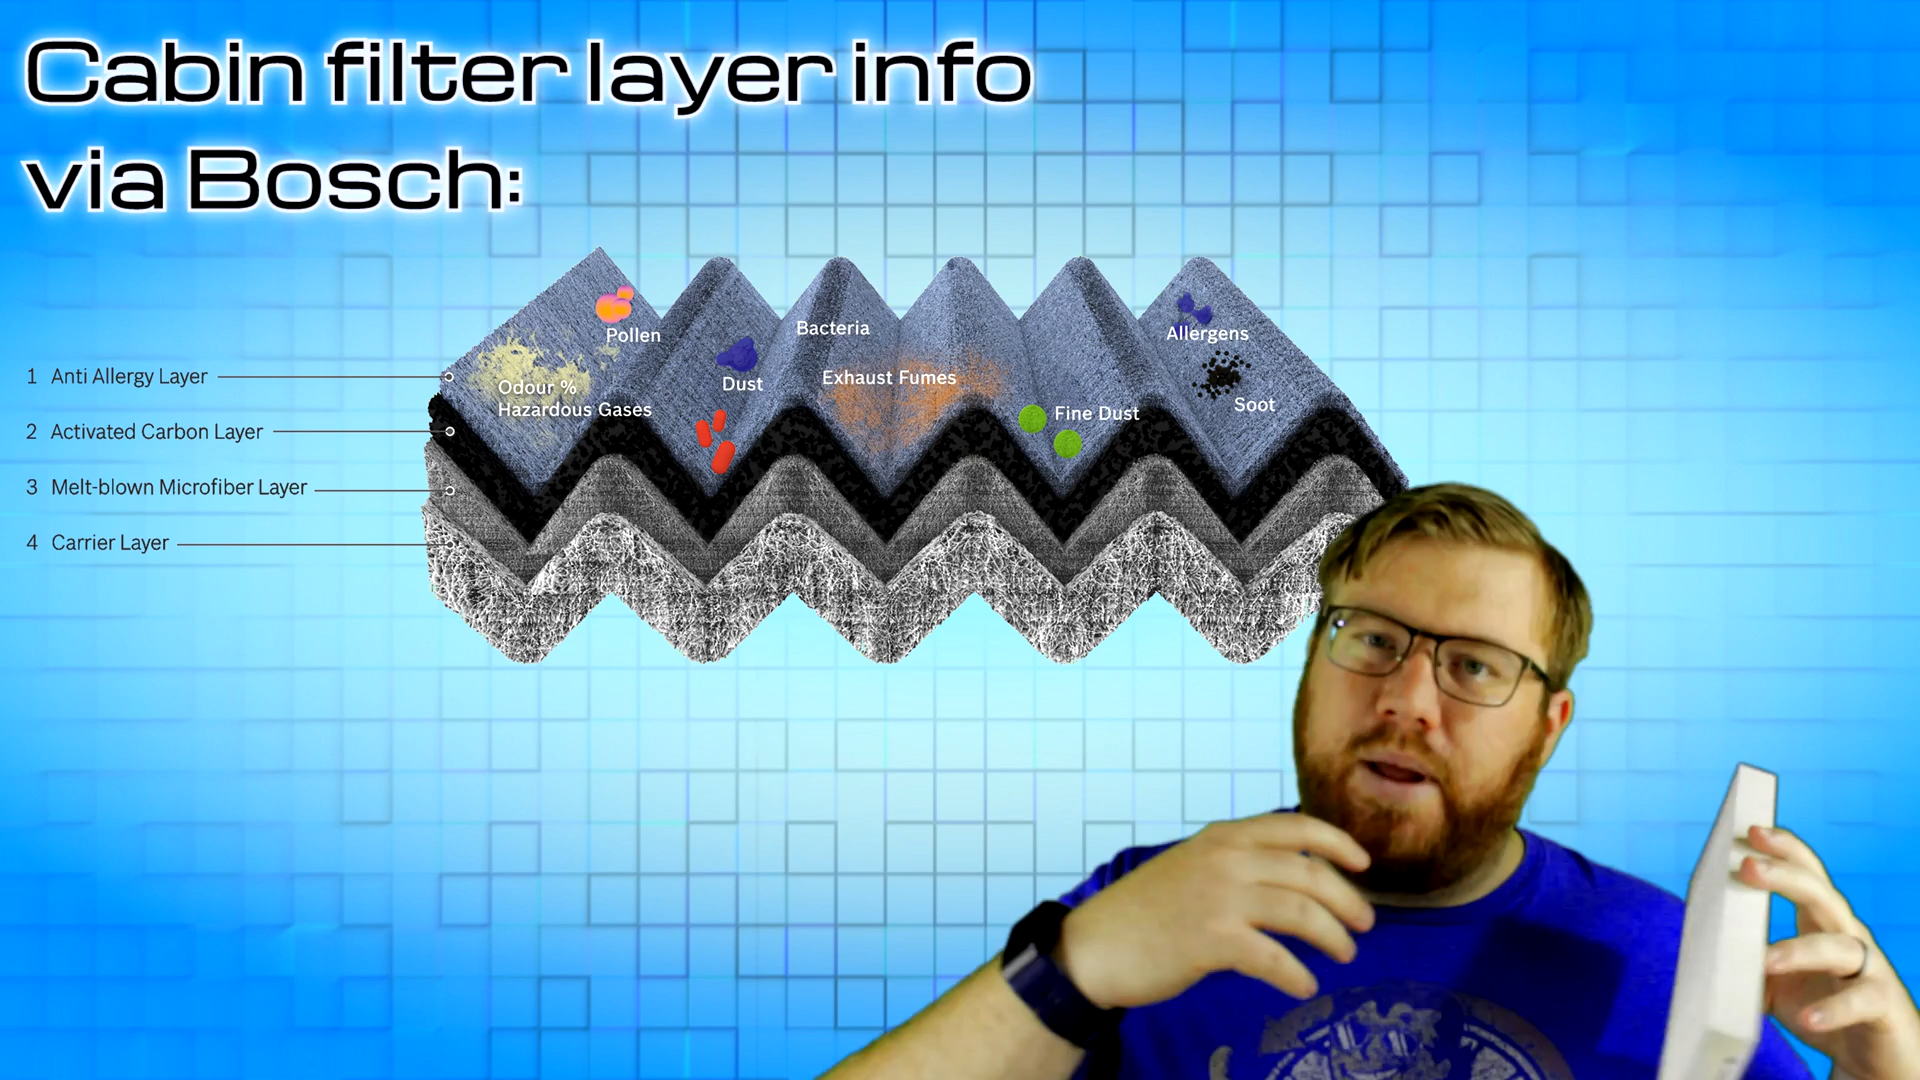 Cabin filter layer info
via Bosch:
1 Anti Allergy Layer
2 Activated Carbon Layer
3 Melt-blown Microfiber Layer
4 Carrier Layer
Pollen
Odour %
Hazardous Gases
Dust
Bacteria
Exhaust Fumes
Fine Dust
Allergens
Soot